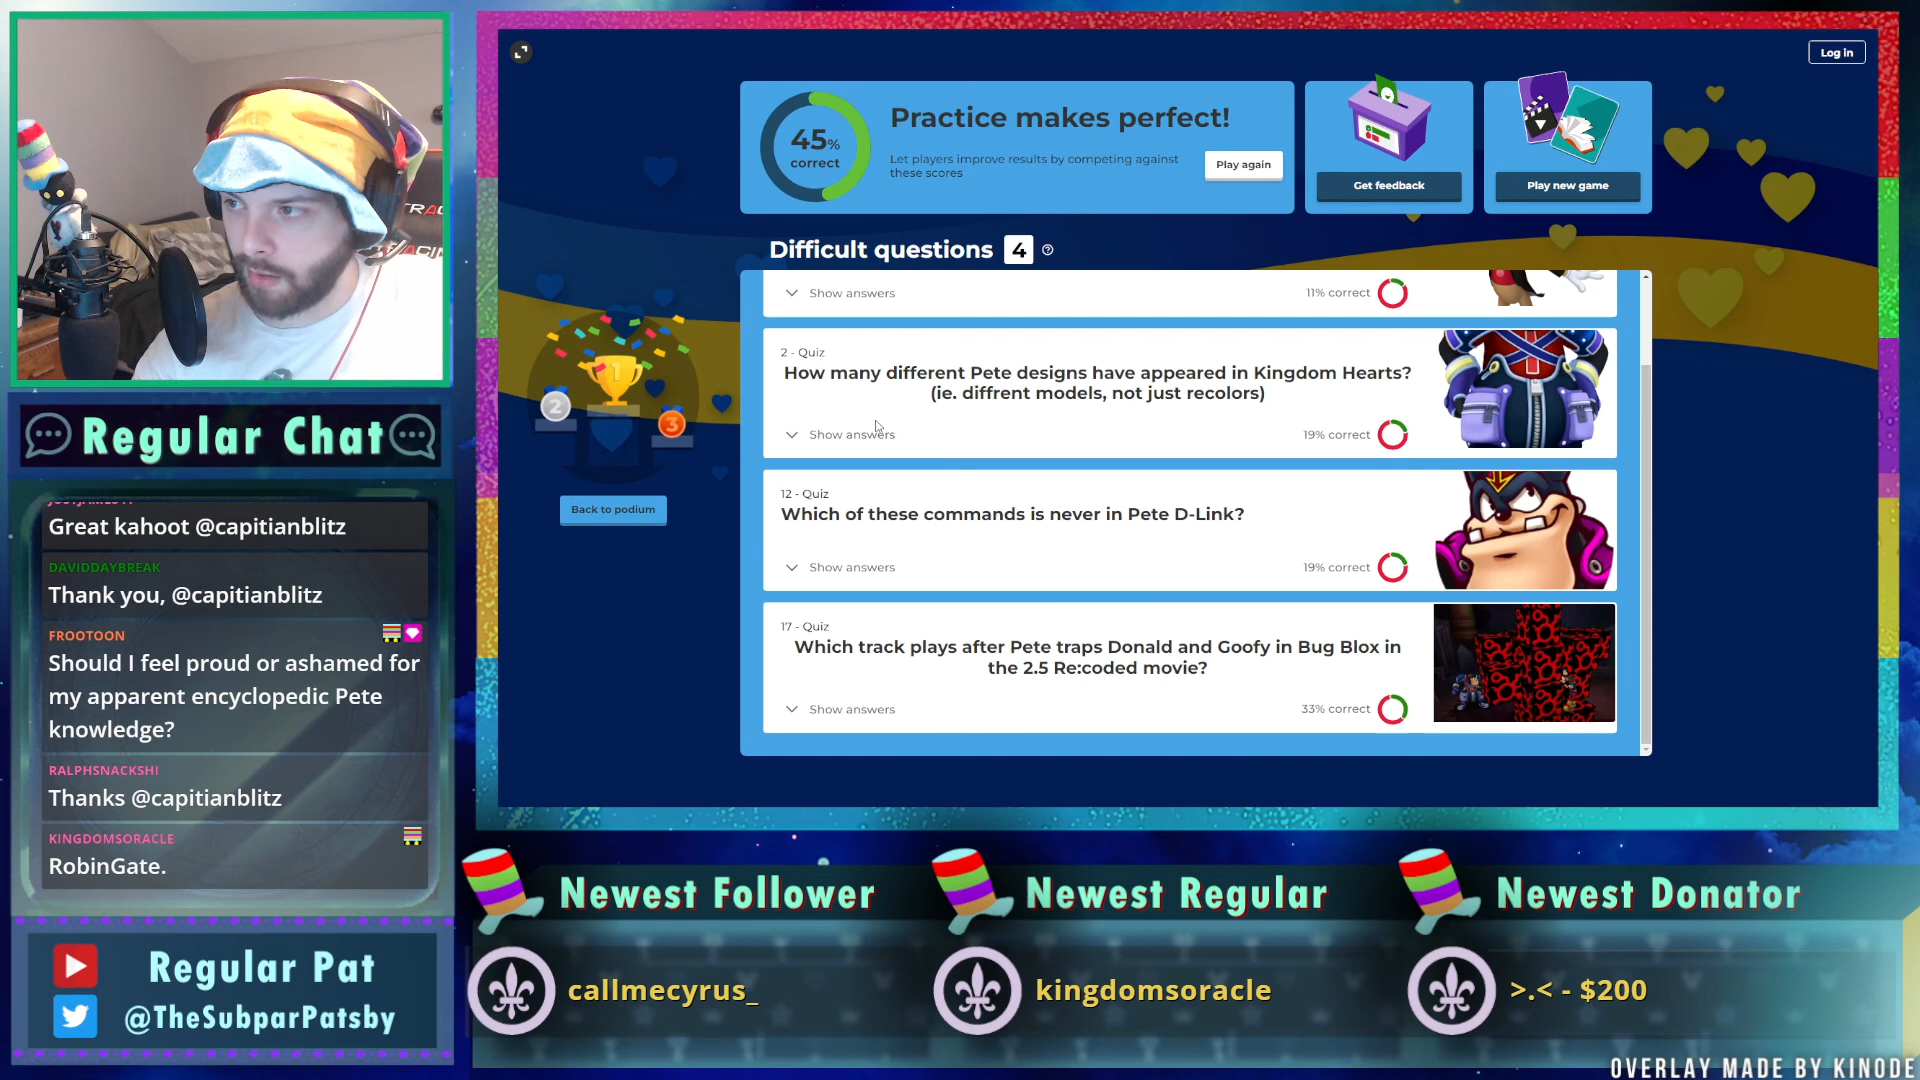 Log in
45%
correct
Practice makes perfect!
Let players improve results by competing against
these scores
Play again
Get feedback
Play new game
Difficult questions 4
Show answers
11% correct
2 - Quiz
How many different Pete designs have appeared in Kingdom Hearts?
(ie. diffrent models, not just recolors)
Show answers
19% correct
12 - Quiz
Which of these commands is never in Pete D-Link?
Show answers
19% correct
17 - Quiz
Which track plays after Pete traps Donald and Goofy in Bug Blox in
the 2.5 Re:coded movie?
Show answers
33% correct
1
2
3
Back to podium
Regular Chat
Great kahoot @capitianblitz
DAVIDDAYBREAK
Thank you, @capitianblitz
FROOTOON
Should I feel proud or ashamed for
my apparent encyclopedic Pete
knowledge?
RALPHSNACKSHI
Thanks @capitianblitz
KINGDOMSORACLE
RobinGate.
Regular Pat
@TheSubparPatsby
Newest Follower
callmecyrus_
Newest Regular
kingdomsoracle
Newest Donator
>.< - $200
OVERLAY MADE BY KINODE